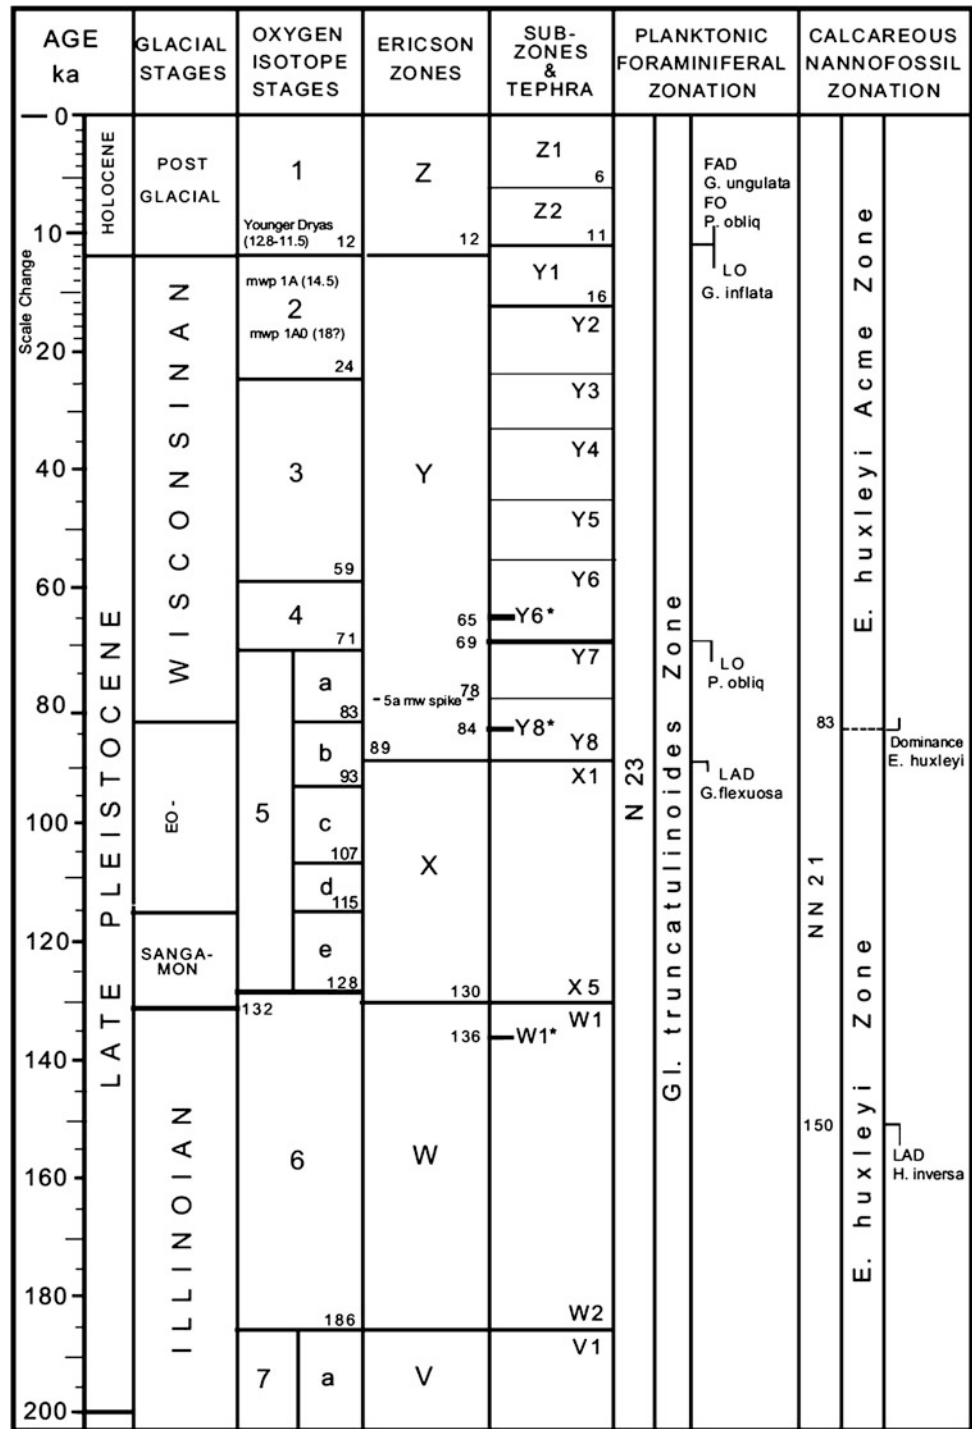 AGE
ka
GLACIAL
STAGES
OXYGEN
ISOTOPE
STAGES
ERICSON
ZONES
SUB-
ZONES
&
TEPHRA
PLANKTONIC
FORAMINIFERAL
ZONATION
CALCAREOUS
NANNOFOSSIL
ZONATION
0
10
20
40
60
80
100
120
140
160
180
200
Scale Change
HOLOCENE
LATE PLEISTOCENE
POST
GLACIAL
WISCONSINAN
EO-
SANGA-
MON
ILLINOIAN
1
Younger Dryas
(12.8-11.5)
12
mwp 1A (14.5)
2
mwp 1A0 (18?)
24
3
59
4
71
5
a
83
b
93
c
107
d
115
e
128
132
6
186
7
a
Z
12
Y
65
69
78
- 5a mw spike -
84
89
X
130
136
W
V
Z1
6
Z2
11
Y1
16
Y2
Y3
Y4
Y5
Y6
Y6*
Y7
Y8*
Y8
X1
X5
W1
W1*
W2
V1
N 23
Gl. truncatulinoides Zone
FAD
G. ungulata
FO
P. obliq
LO
G. inflata
LO
P. obliq
LAD
G.flexuosa
83
NN 21
150
E. huxleyi Acme Zone
E. huxleyi Zone
Dominance
E. huxleyi
LAD
H. inversa